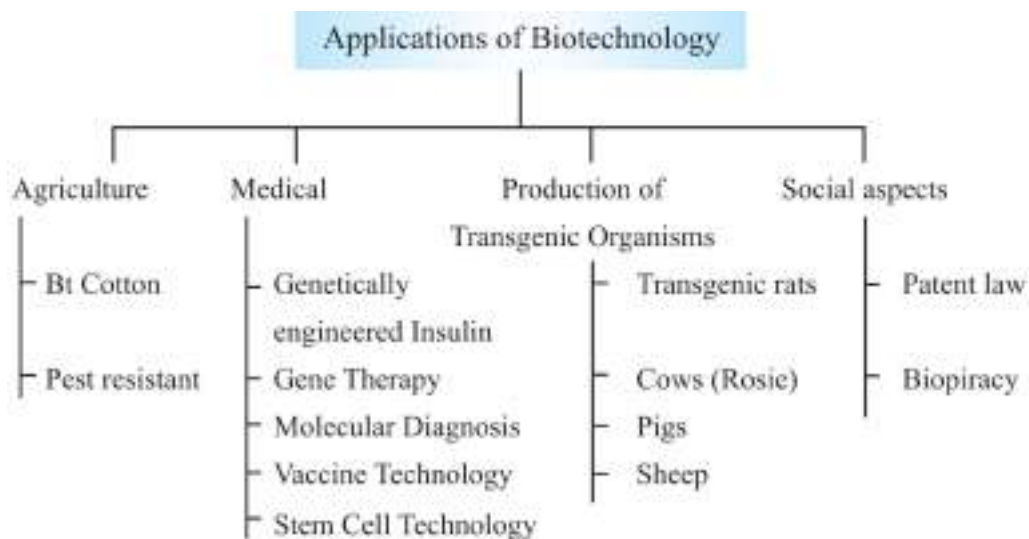 Applications of Biotechnology
Agriculture
Bt Cotton
Pest resistant
Medical
Genetically
engineered Insulin
Gene Therapy
Molecular Diagnosis
Vaccine Technology
Stem Cell Technology
Production of
Transgenic Organisms
Transgenic rats
Cows (Rosie)
Pigs
Sheep
Social aspects
Patent law
Biopiracy